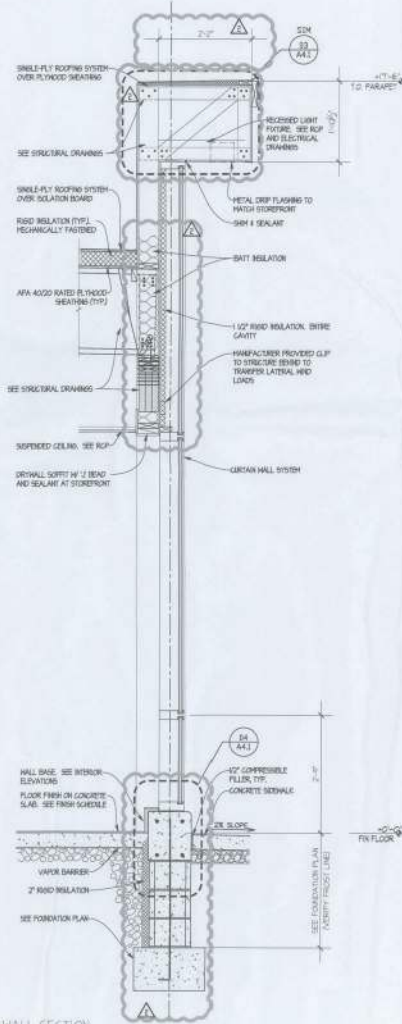 2
SIM
2'-2"
D3
A4.1
SINGLE-PLY ROOFING SYSTEM
OVER PLYWOOD SHEATHING
T.O. PARAPET
2
RECESSED LIGHT
FIXTURE. SEE RCP
AND ELECTRICAL
DRAWINGS
SEE STRUCTURAL DRAWINGS
SINGLE-PLY ROOFING SYSTEM
OVER ISOLATION BOARD
METAL DRIP FLASHING TO
MATCH STOREFRONT
SHIM & SEALANT
RIGID INSULATION (TYP.)
MECHANICALLY FASTENED
2
BATT INSULATION
APA 40/20 RATED PLYWOOD
SHEATHING (TYP.)
1 1/2" RIGID INSULATION. ENTIRE
CAVITY
MANUFACTURER PROVIDED CLIP
TO STRUCTURE BEHIND TO
TRANSFER LATERAL WIND
LOADS
SEE STRUCTURAL DRAWINGS
SUSPENDED CEILING. SEE RCP
CURTAIN WALL SYSTEM
DRYWALL SOFFIT W/ 'J' BEAD
AND SEALANT AT STOREFRONT
D4
A4.1
WALL BASE. SEE INTERIOR
ELEVATIONS
1/2" COMPRESSIBLE
FILLER, TYP.
CONCRETE SIDEWALK
FLOOR FINISH ON CONCRETE
SLAB. SEE FINISH SCHEDULE
2% SLOPE
FIN FLOOR
VAPOR BARRIER
2" RIGID INSULATION
SEE FOUNDATION PLAN
(VERIFY FROST LINE)
SEE FOUNDATION PLAN
2
WALL SECTION